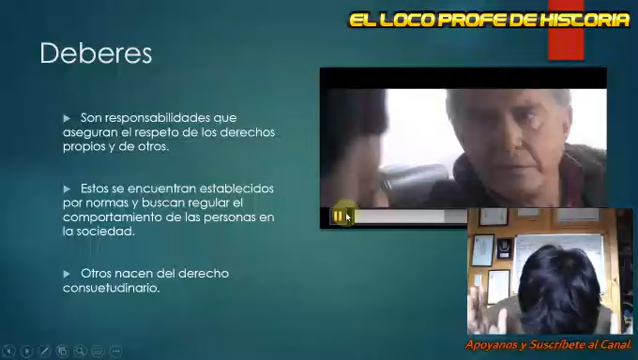 EL LOCO PROFE DE HISTORIA
Deberes
Son responsabilidades que
aseguran el respeto de los derechos
propios y de otros.
Estos se encuentran establecidos
por normas y buscan regular el
comportamiento de las personas en
la sociedad.
Otros nacen del derecho
consuetudinario.
Apoyanos y Suscríbete al Canal.